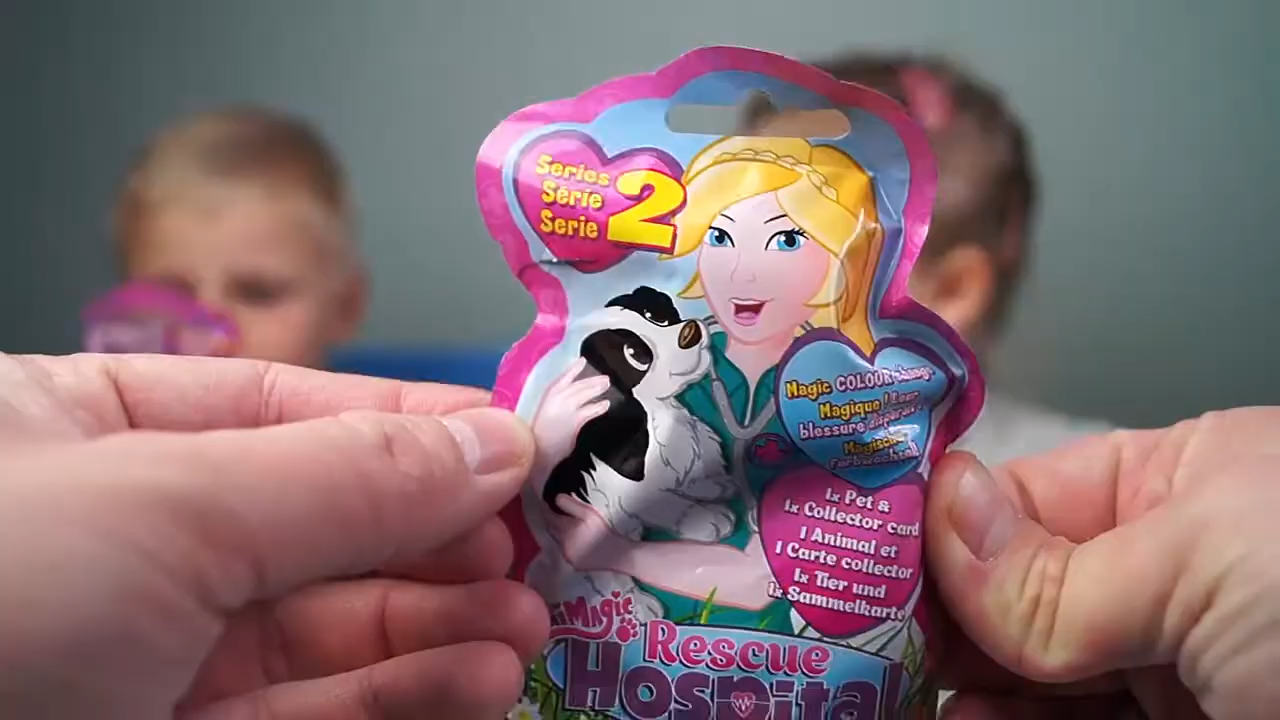 Series
Série
Serie
2
Magic COLOUR change
Magique ! Leur
blessure disparaît !
Magischer
1x Pet &
1x Collector card
1 Animal et
1 Carte collector
1x Tier und
1x Sammelkarte
Magic
Rescue
Hospital